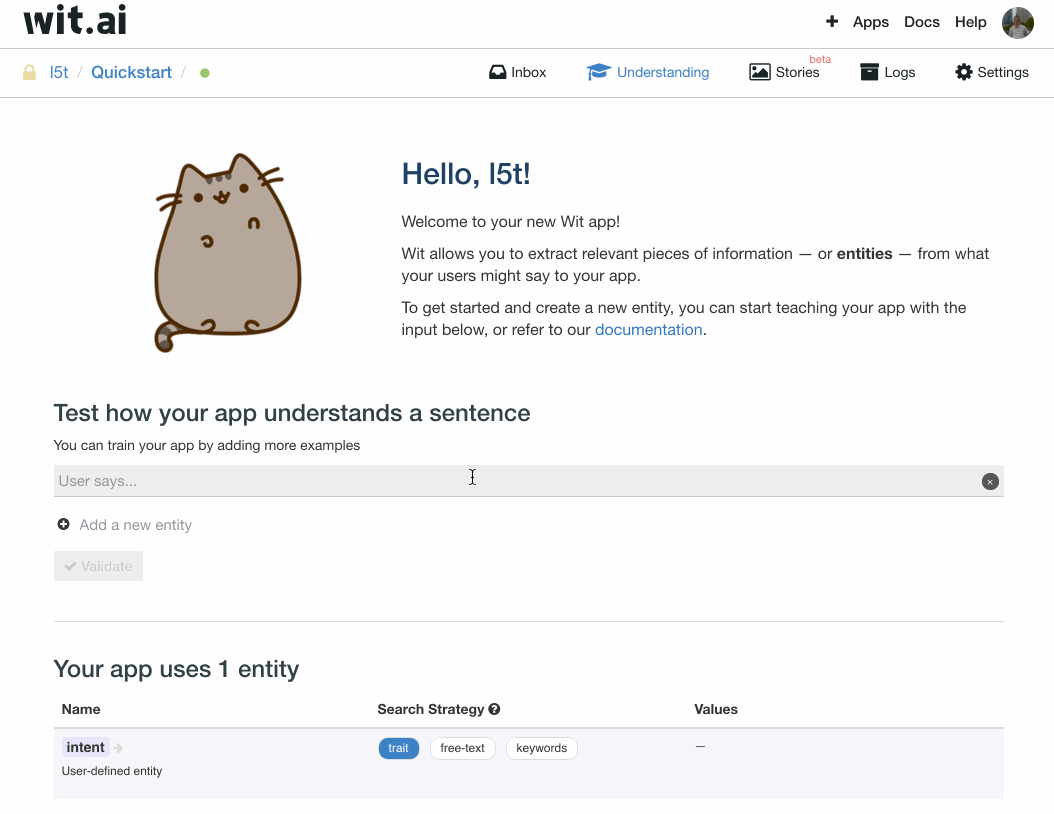 wit.ai
+ Apps Docs Help
l5t / Quickstart /
Inbox Understanding Stories beta Logs Settings
Hello, l5t!
Welcome to your new Wit app!
Wit allows you to extract relevant pieces of information — or entities — from what
your users might say to your app.
To get started and create a new entity, you can start teaching your app with the
input below, or refer to our documentation.
Test how your app understands a sentence
You can train your app by adding more examples
User says...
Add a new entity
Validate
Your app uses 1 entity
Name Search Strategy Values
intent trait free-text keywords —
User-defined entity